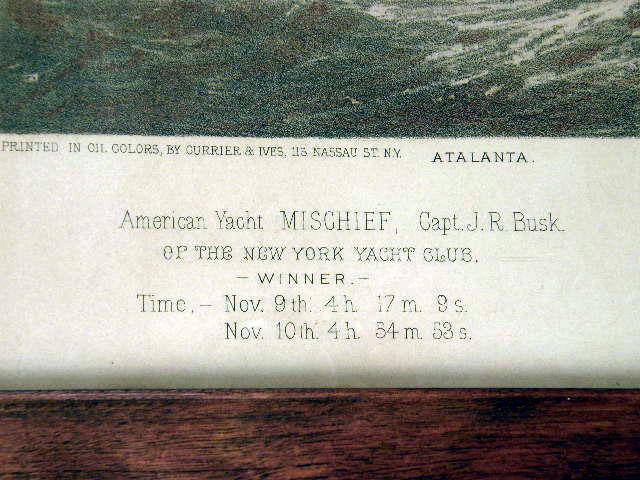 PRINTED IN OIL COLORS, BY CURRIER & IVES, 115 NASSAU ST. N.Y.
ATALANTA.
American Yacht MISCHIEF, Capt. J. R. Busk.
OF THE NEW YORK YACHT CLUB.
– WINNER. –
Time, – Nov. 9th. 4 h. 17 m. 9 s.
Nov. 10th. 4 h. 54 m. 53 s.